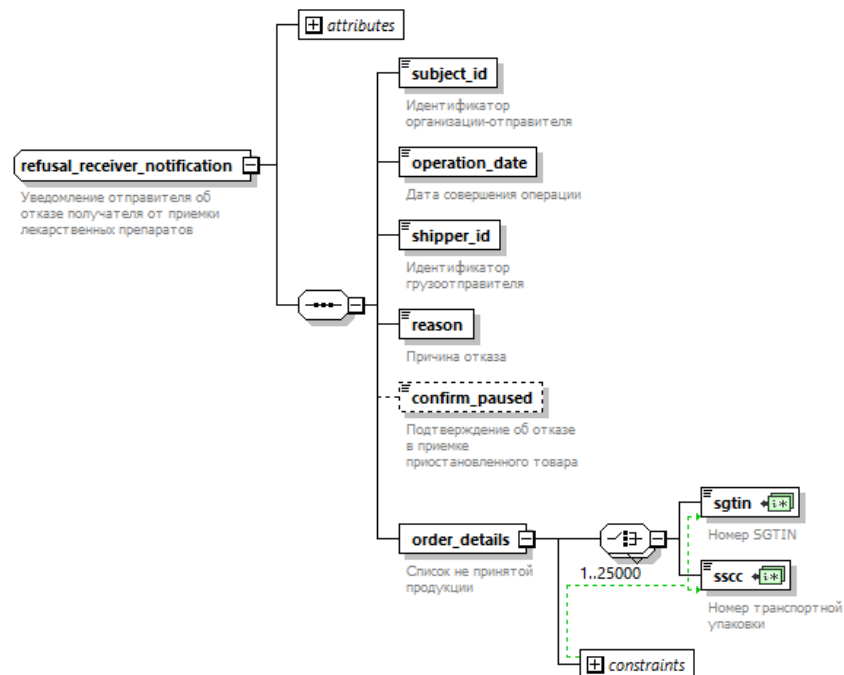 attributes
subject_id
Идентификатор
организации-отправителя
refusal_receiver_notification
Уведомление отправителя об
отказе получателя от приемки
лекарственных препаратов
operation_date
Дата совершения операции
shipper_id
Идентификатор
грузоотправителя
reason
Причина отказа
confirm_paused
Подтверждение об отказе
в приемке
приостановленного товара
order_details
Список не принятой
продукции
1..25000
sgtin
i*
Номер SGTIN
sscc
i*
Номер транспортной
упаковки
constraints